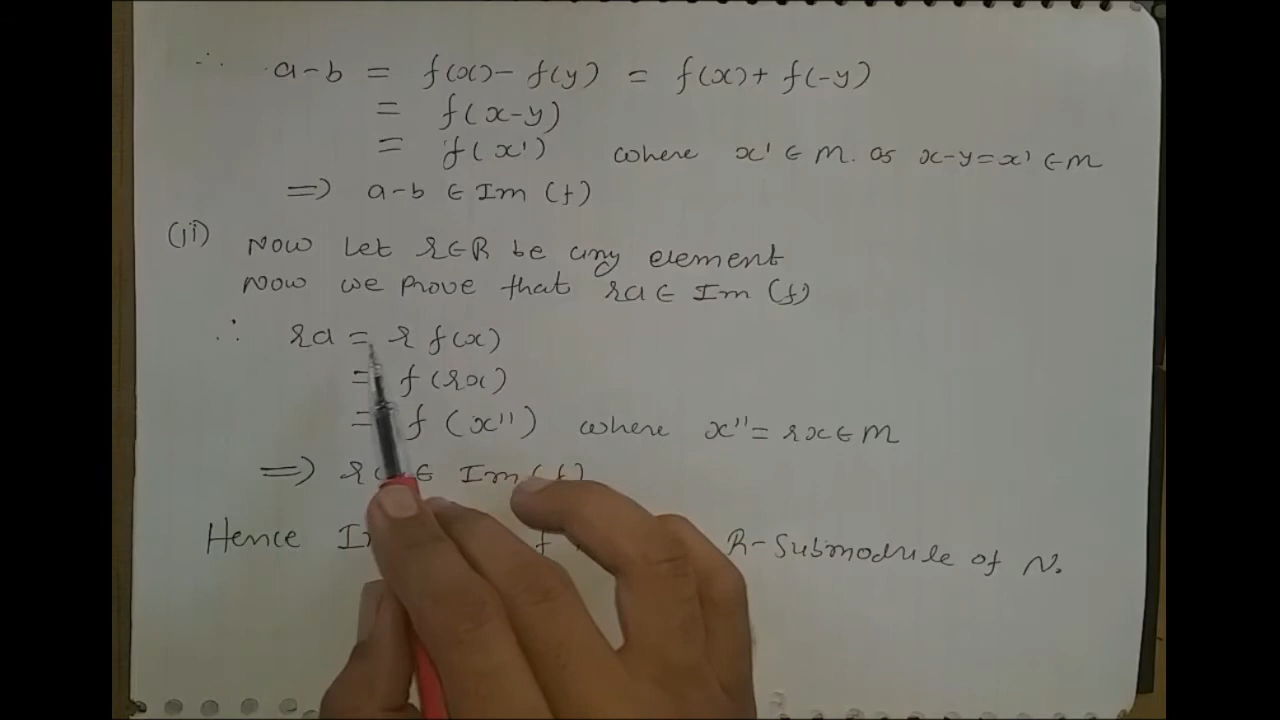 ∴ a-b = f(x) - f(y) = f(x) + f(-y)
= f(x-y)
= f(x') where x' ∈ M. as x-y = x' ∈ M
=> a-b ∈ Im (f)
(ii) Now let r∈R be any element
Now we prove that ra ∈ Im (f)
∴ ra = r f(x)
= f(rx)
= f(x'') where x'' = rx ∈ M
=> ∈ Im(f)
Hence R-Submodule of N.